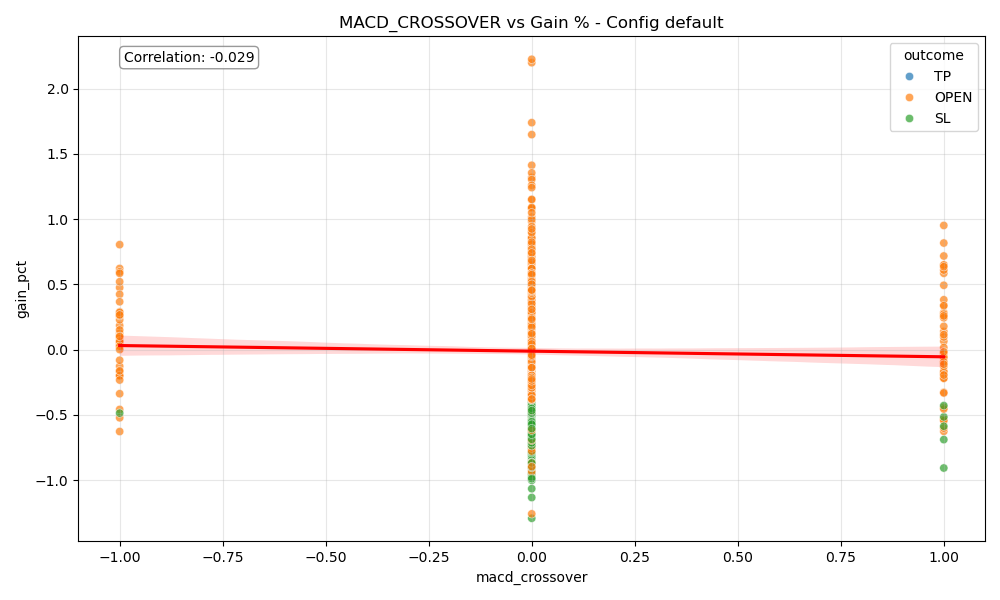 MACD_CROSSOVER vs Gain % - Config default
Correlation: -0.029
outcome
TP
OPEN
SL
gain_pct
2.0
1.5
1.0
0.5
0.0
−0.5
−1.0
−1.00
−0.75
−0.50
−0.25
0.00
0.25
0.50
0.75
1.00
macd_crossover